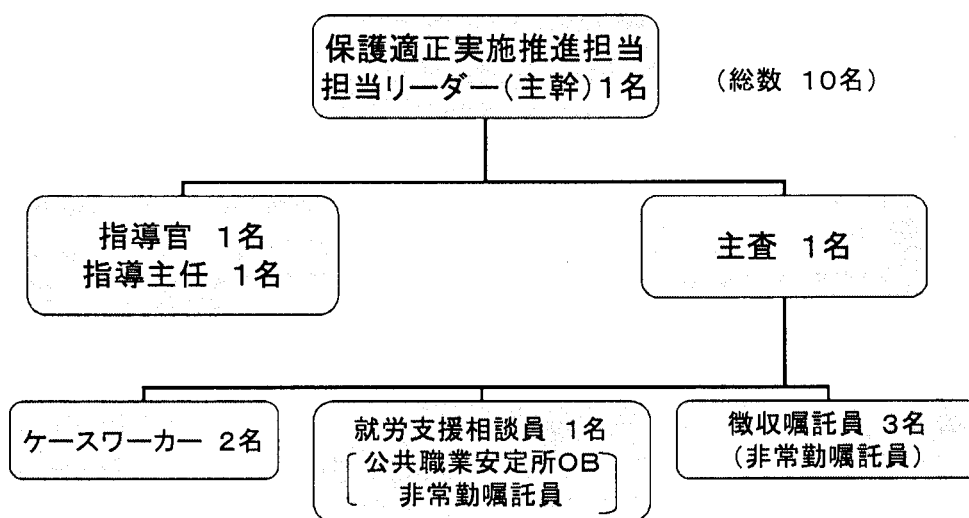 保護適正実施推進担当
担当リーダー(主幹)1名
(総数 10名)
指導官 1名
指導主任 1名
主査 1名
ケースワーカー 2名
就労支援相談員 1名
公共職業安定所OB
非常勤嘱託員
徴収嘱託員 3名
(非常勤嘱託員)